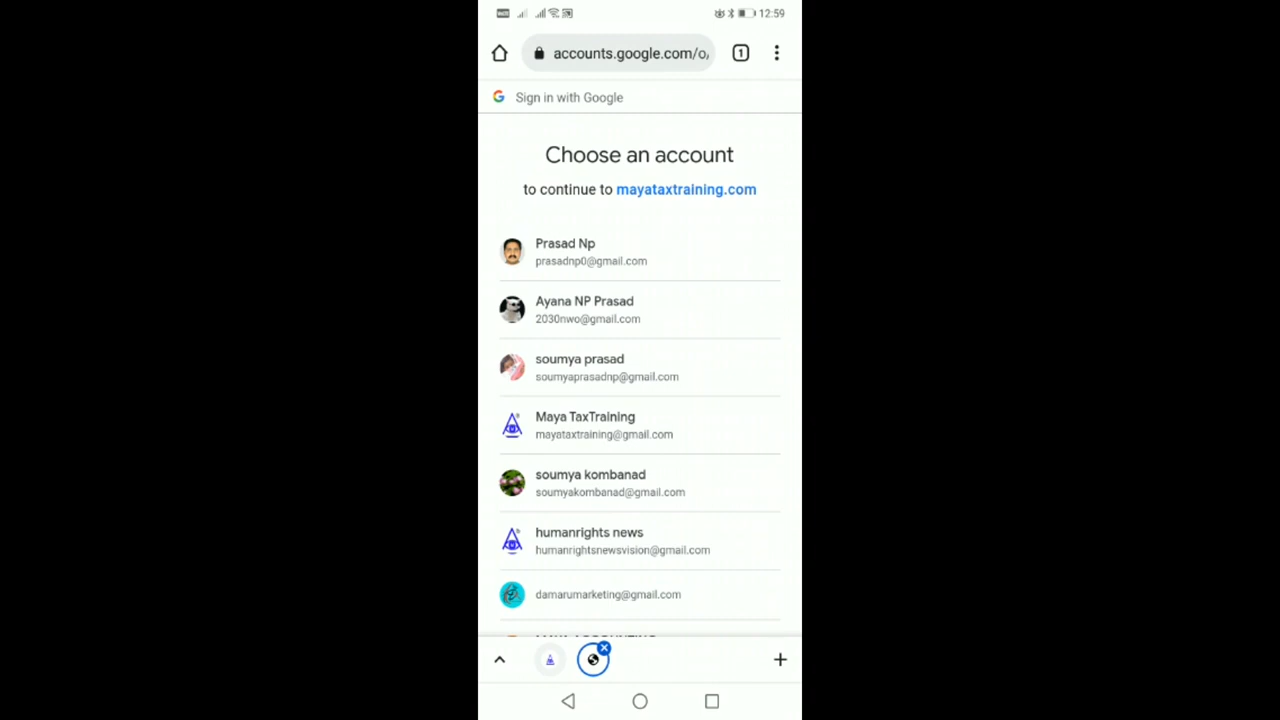 12:59
accounts.google.com/o/
1
Sign in with Google
Choose an account
to continue to mayataxtraining.com
Prasad Np
prasadnp0@gmail.com
Ayana NP Prasad
2030nwo@gmail.com
soumya prasad
soumyaprasadnp@gmail.com
Maya TaxTraining
mayataxtraining@gmail.com
soumya kombanad
soumyakombanad@gmail.com
humanrights news
humanrightsnewsvision@gmail.com
damarumarketing@gmail.com